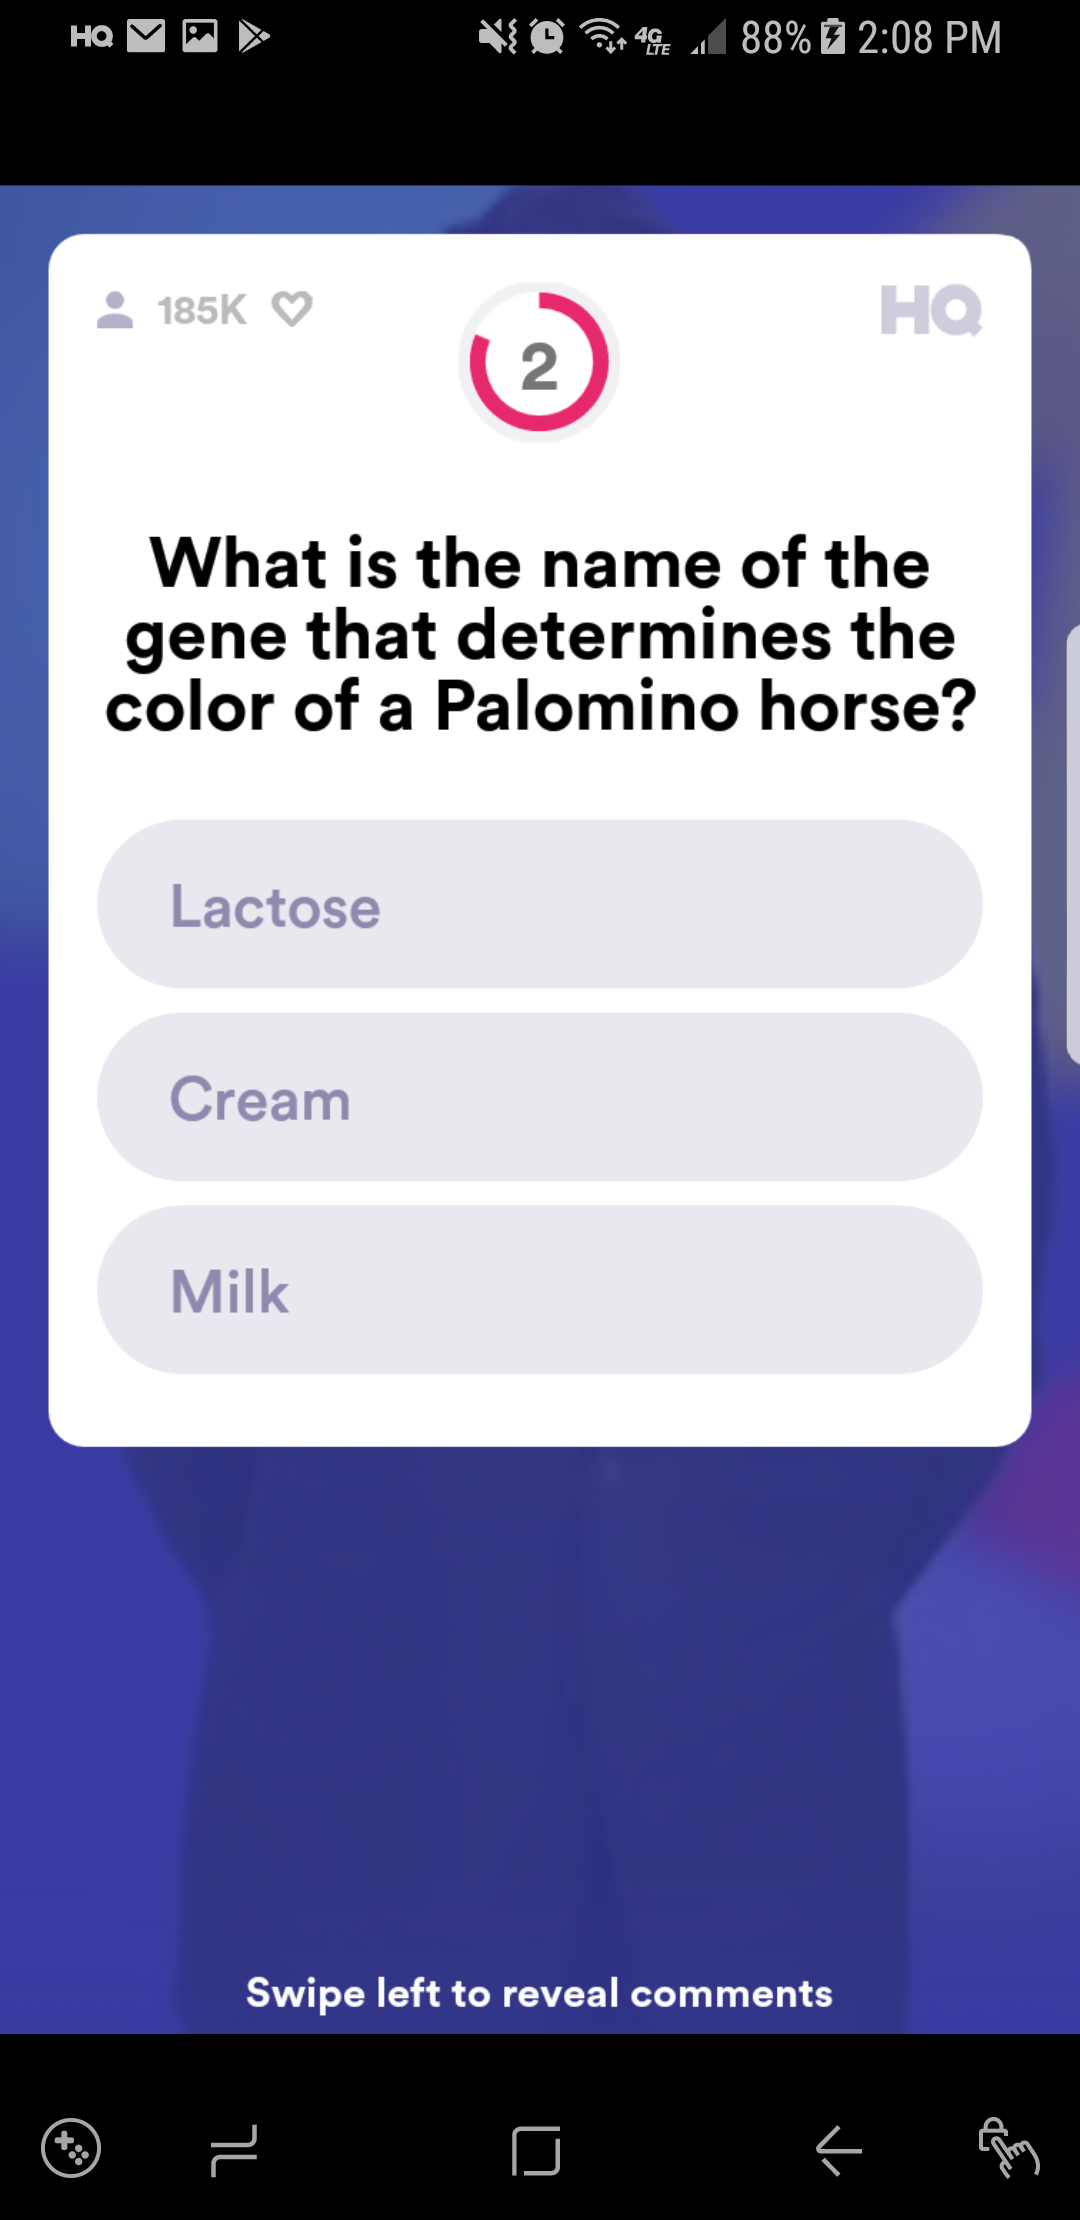 HQ 4G LTE 88% 2:08 PM
185K 2 HQ
What is the name of the
gene that determines the
color of a Palomino horse?
Lactose
Cream
Milk
Swipe left to reveal comments